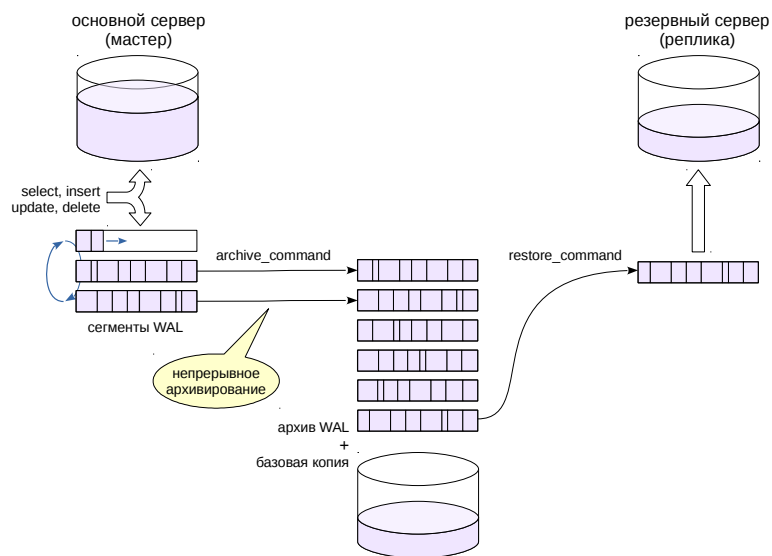 основной сервер
(мастер)
резервный сервер
(реплика)
select, insert
update, delete
archive_command
restore_command
сегменты WAL
непрерывное
архивирование
архив WAL
+
базовая копия